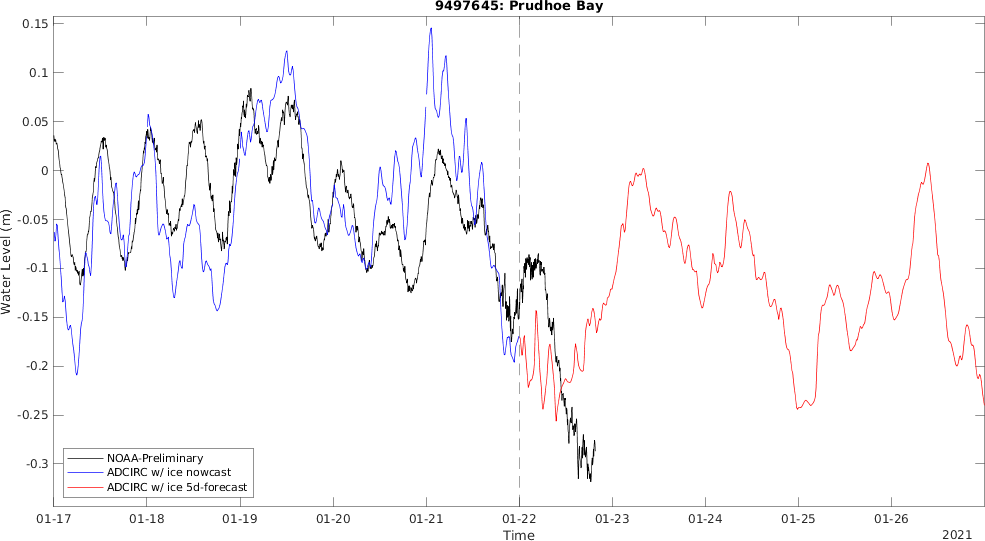 9497645: Prudhoe Bay
0.15
0.1
0.05
0
-0.05
-0.1
-0.15
-0.2
-0.25
-0.3
Water Level (m)
NOAA-Preliminary
ADCIRC w/ ice nowcast
ADCIRC w/ ice 5d-forecast
01-17 01-18 01-19 01-20 01-21 01-22 01-23 01-24 01-25 01-26
Time
2021